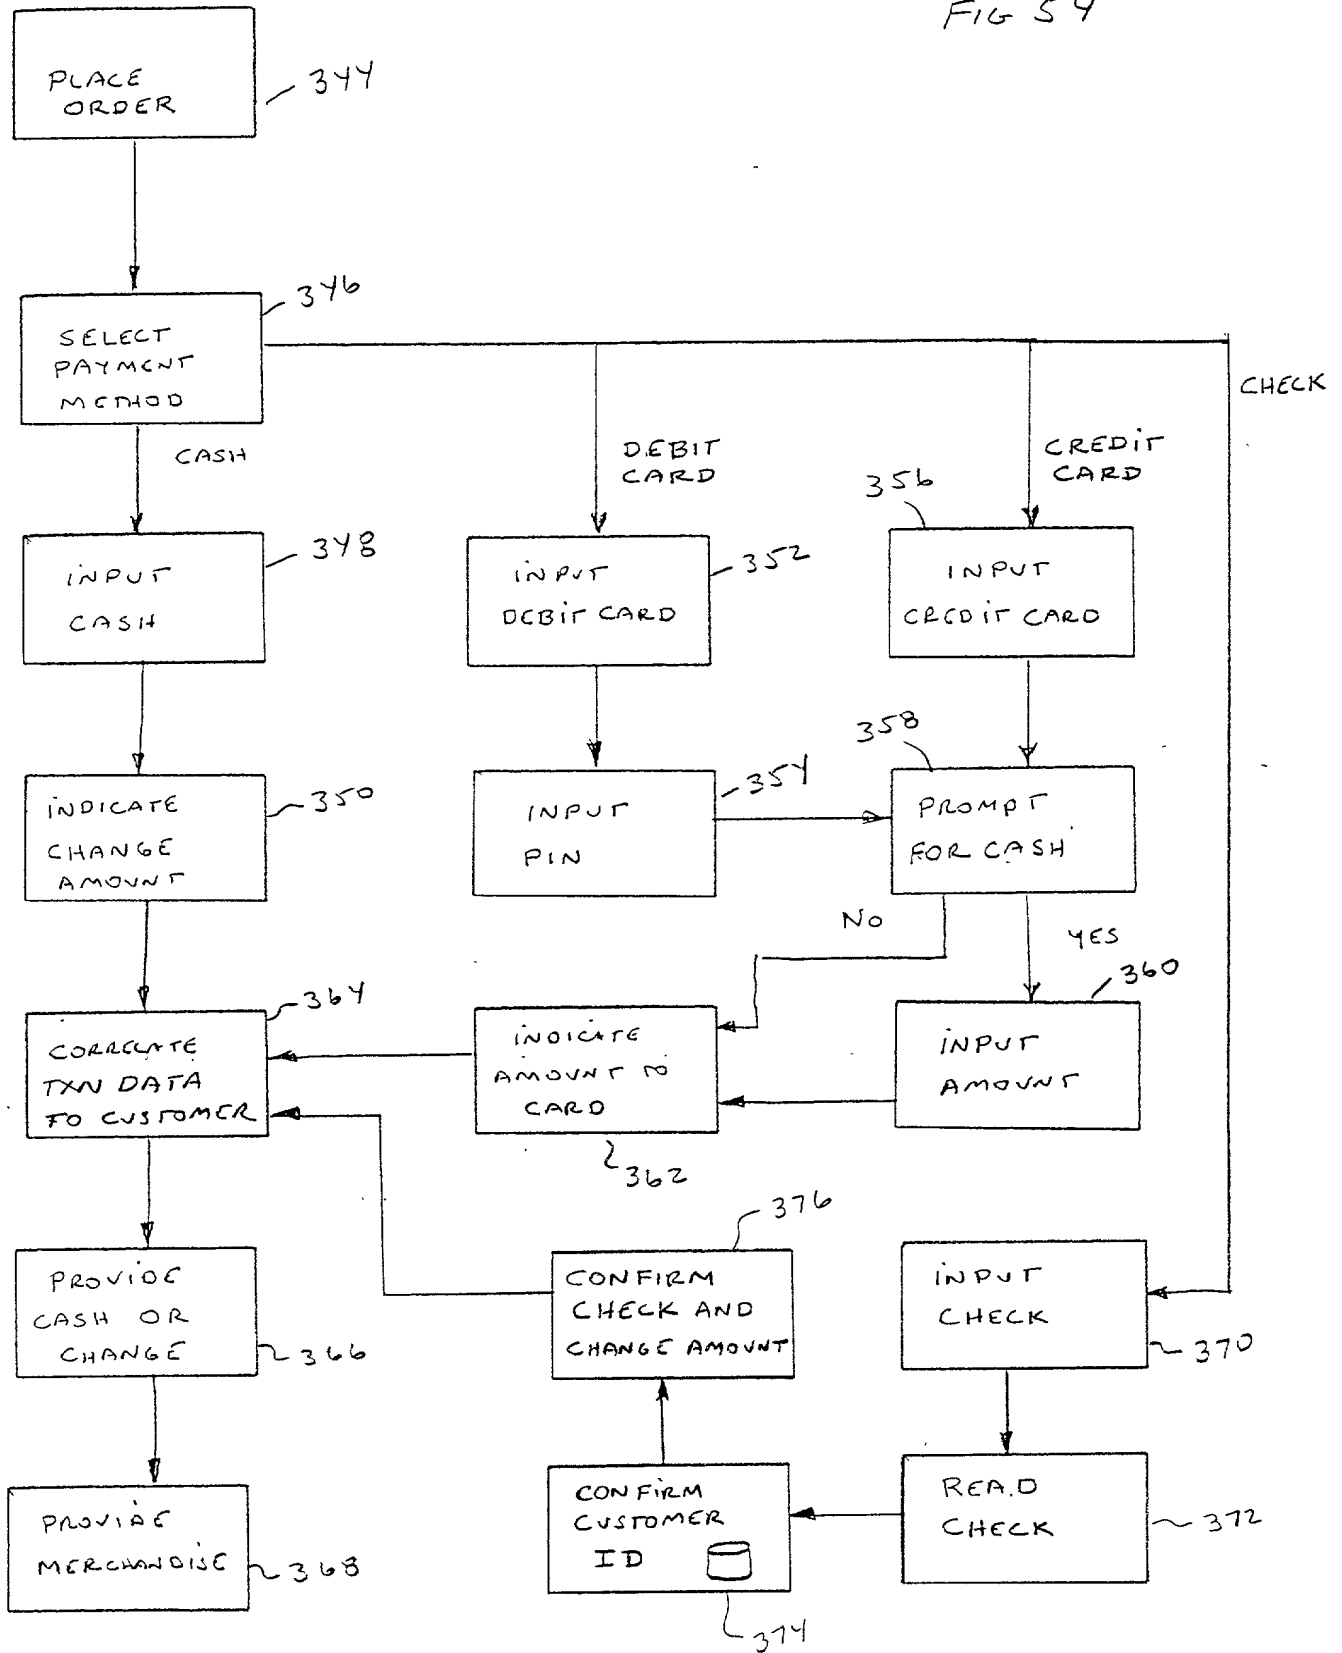 FIG 54
PLACE
ORDER
344
346
SELECT
PAYMENT
METHOD
CHECK
CASH
DEBIT
CARD
CREDIT
CARD
348
INPUT
CASH
352
INPUT
DEBIT CARD
356
INPUT
CREDIT CARD
350
INDICATE
CHANGE
AMOUNT
354
INPUT
PIN
358
PROMPT
FOR CASH
NO
YES
364
CORRELATE
TXN DATA
TO CUSTOMER
INDICATE
AMOUNT TO
CARD
362
360
INPUT
AMOUNT
PROVIDE
CASH OR
CHANGE
366
376
CONFIRM
CHECK AND
CHANGE AMOUNT
INPUT
CHECK
370
PROVIDE
MERCHANDISE
368
CONFIRM
CUSTOMER
ID
374
READ
CHECK
372